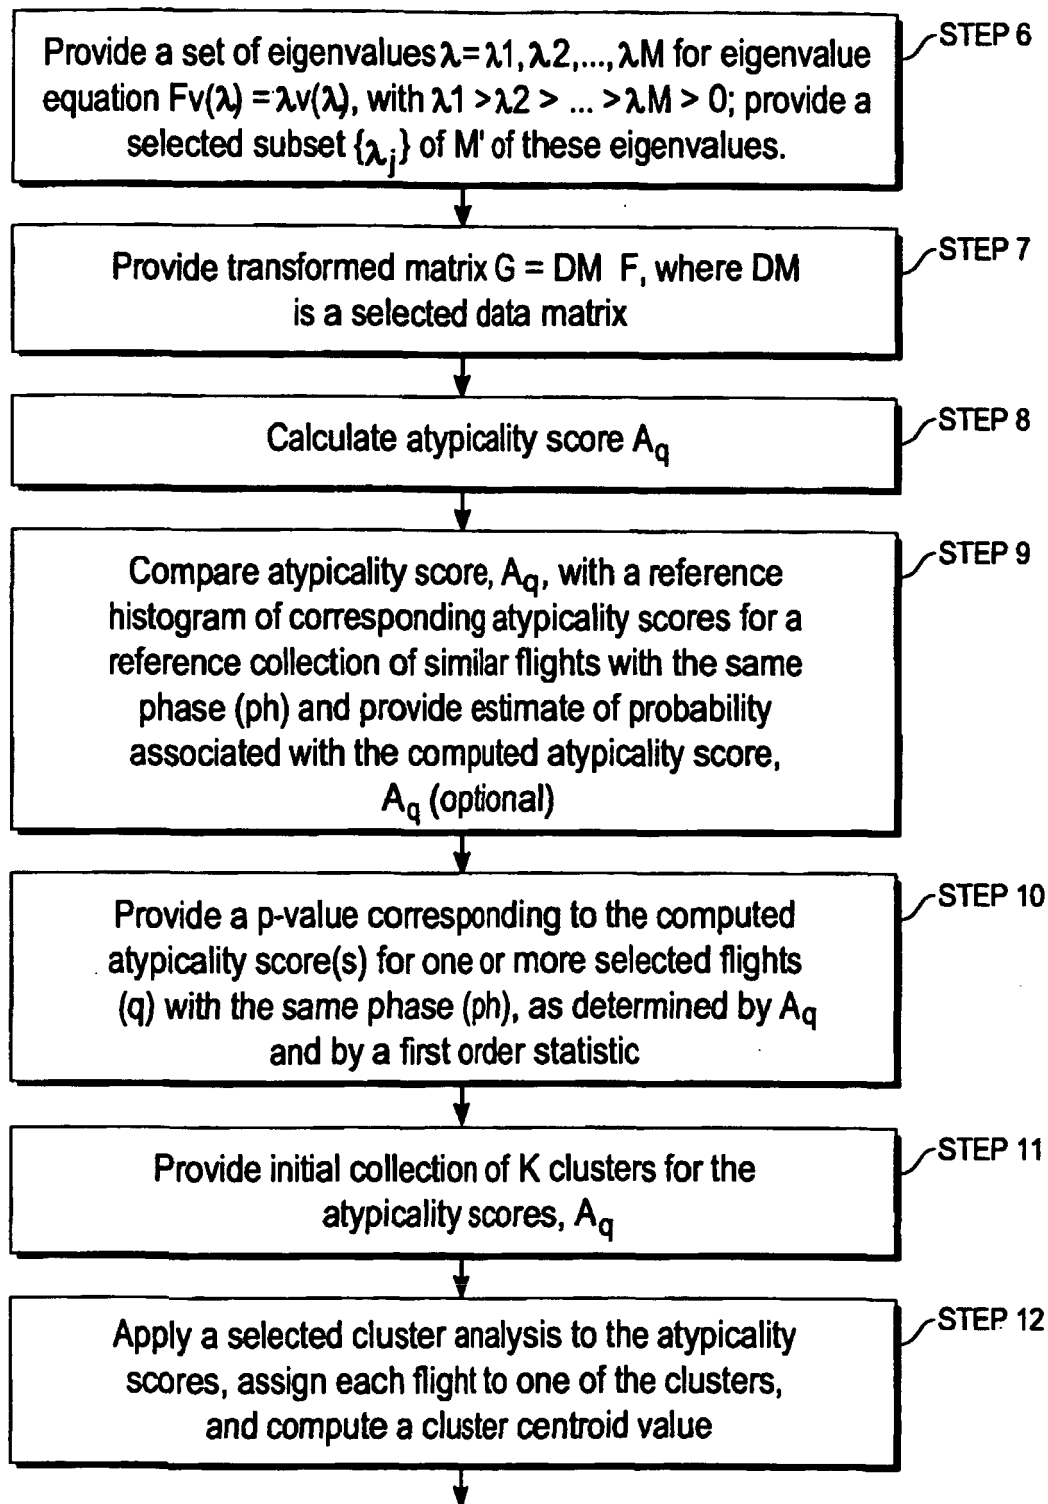 STEP 6
Provide a set of eigenvalues λ=λ1, λ2,..., λM for eigenvalue
equation Fv(λ) = λv(λ), with λ1 >λ2 > ... >λM > 0; provide a
selected subset {λj} of M' of these eigenvalues.
STEP 7
Provide transformed matrix G = DM F, where DM
is a selected data matrix
STEP 8
Calculate atypicality score Aq
STEP 9
Compare atypicality score, Aq, with a reference
histogram of corresponding atypicality scores for a
reference collection of similar flights with the same
phase (ph) and provide estimate of probability
associated with the computed atypicality score,
Aq (optional)
STEP 10
Provide a p-value corresponding to the computed
atypicality score(s) for one or more selected flights
(q) with the same phase (ph), as determined by Aq
and by a first order statistic
STEP 11
Provide initial collection of K clusters for the
atypicality scores, Aq
STEP 12
Apply a selected cluster analysis to the atypicality
scores, assign each flight to one of the clusters,
and compute a cluster centroid value